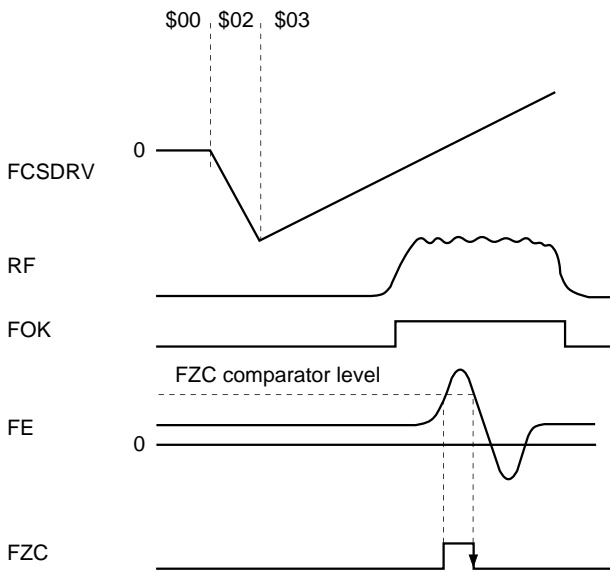 $00 $02 $03
0
FCSDRV
RF
FOK
FZC comparator level
FE
0
FZC